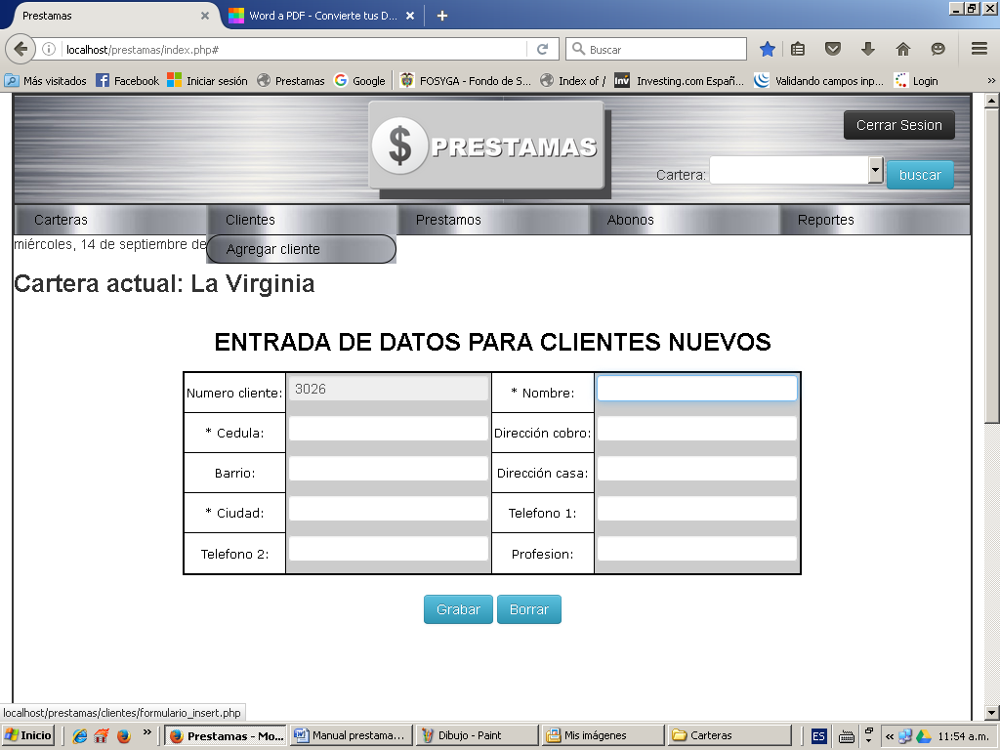 Prestamas
Word a PDF - Convierte tus D...
localhost/prestamas/index.php#
Buscar
Más visitados
Facebook
Iniciar sesión
Prestamas
Google
FOSYGA - Fondo de S...
Index of /
Investing.com Españ...
Validando campos inp...
Login
$ PRESTAMAS
Cerrar Sesion
Cartera:
buscar
Carteras
Clientes
Prestamos
Abonos
Reportes
miércoles, 14 de septiembre de
Agregar cliente
Cartera actual: La Virginia
ENTRADA DE DATOS PARA CLIENTES NUEVOS
Numero cliente: 3026 * Nombre:
* Cedula: Dirección cobro:
Barrio: Dirección casa:
* Ciudad: Telefono 1:
Telefono 2: Profesion:
Grabar Borrar
localhost/prestamas/clientes/formulario_insert.php
Inicio
Prestamas - Mo...
Manual prestama...
Dibujo - Paint
Mis imágenes
Carteras
ES
11:54 a.m.